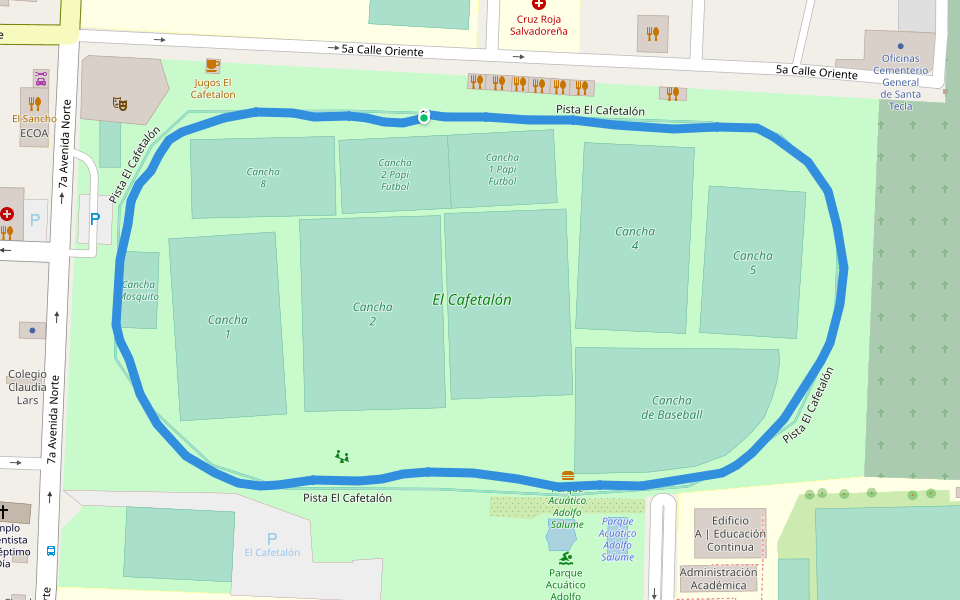 Cruz Roja
Salvadoreña
5a Calle Oriente
5a Calle Oriente
Oficinas
Cementerio
General
de Santa
Tecla
Jugos El
Cafetalon
El Sancho
ECOA
7a Avenida Norte
Pista El Cafetalón
Pista El Cafetalón
Cancha
8
Cancha
2 Papi
Futbol
Cancha
1 Papi
Futbol
P
P
Cancha
4
Cancha
5
Cancha
Mosquito
El Cafetalón
Cancha
1
Cancha
2
Colegio
Claudia
Lars
7a Avenida Norte
Cancha
de Baseball
Pista El Cafetalón
Pista El Cafetalón
Parque
Acuático
Adolfo
Salume
Parque
Acuático
Adolfo
Salume
Edificio
A | Educación
Continua
P
El Cafetalón
Parque
Acuático
Adolfo
Administración
Académica
Día